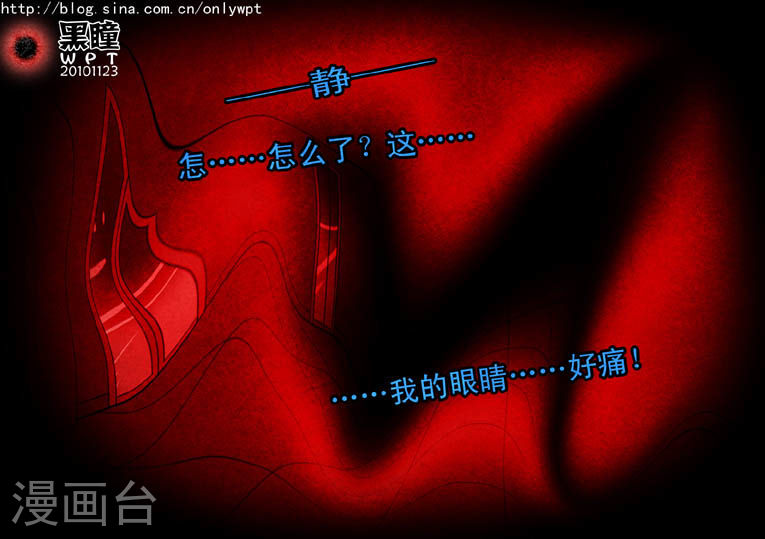 http://blog.sina.com.cn/onlywpt
黑瞳
WPT
20101123
——静——
怎……怎么了？这……
……我的眼睛……好痛！
漫画台